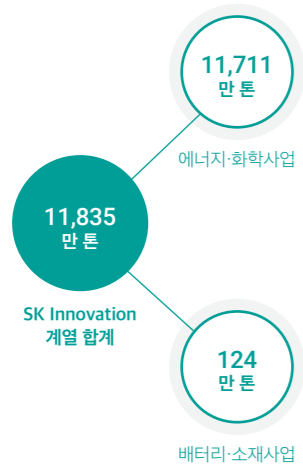 11,711
만 톤
에너지·화학사업
11,835
만 톤
SK Innovation
계열 합계
124
만 톤
배터리·소재사업